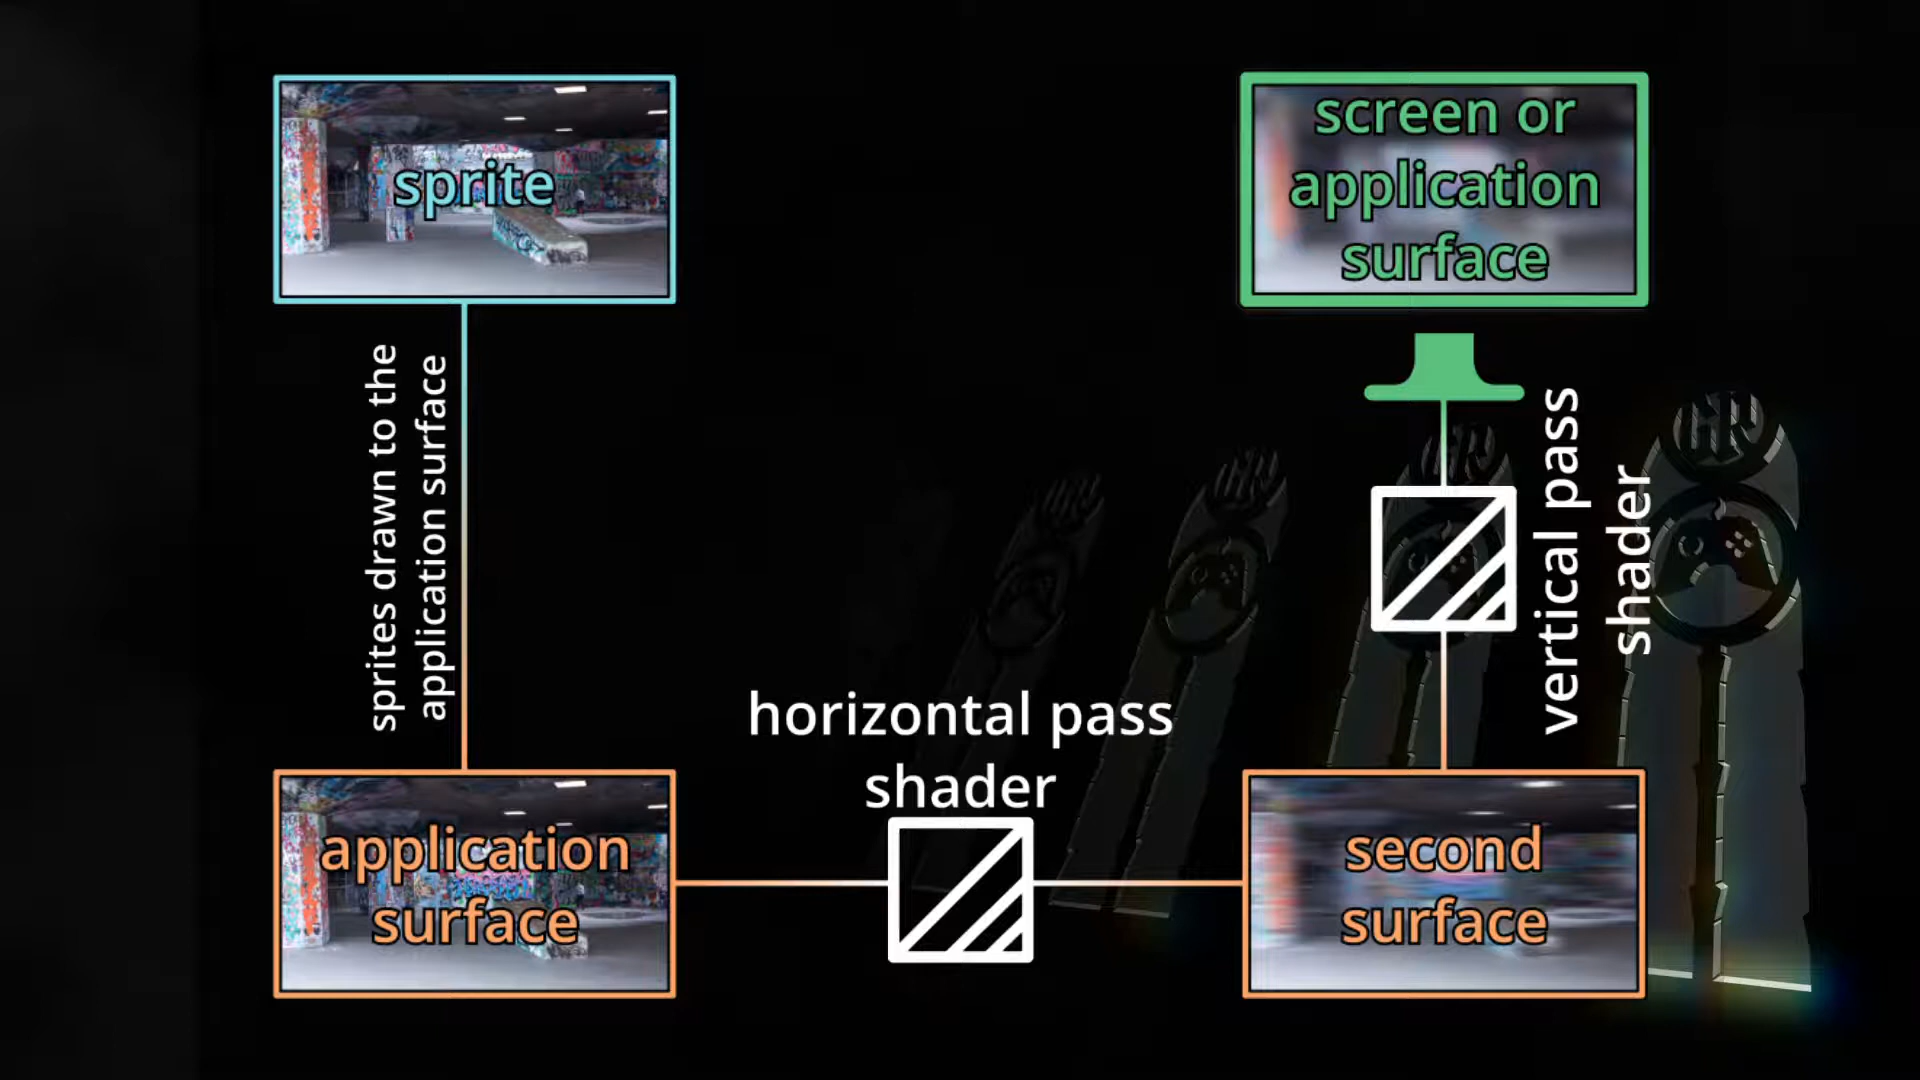 sprite
screen or
application
surface
sprites drawn to the
application surface
vertical pass
shader
horizontal pass
shader
application
surface
second
surface